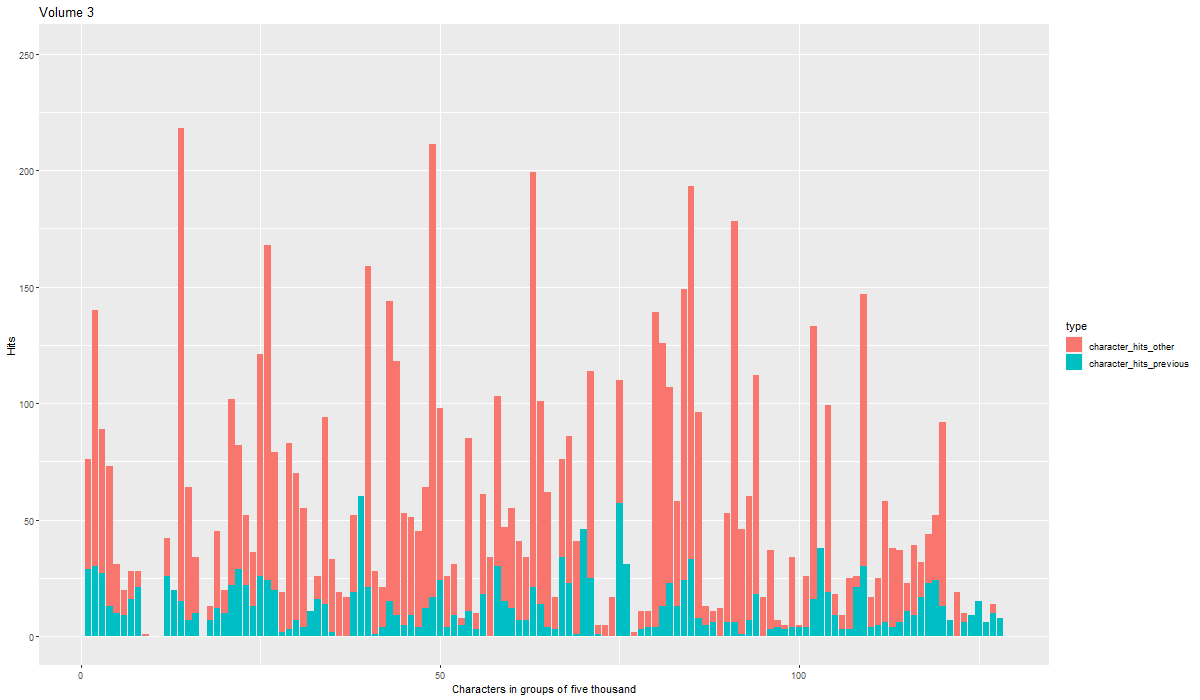 Volume 3
250
200
150
100
50
0
Hits
0
50
100
Characters in groups of five thousand
type
character_hits_other
character_hits_previous